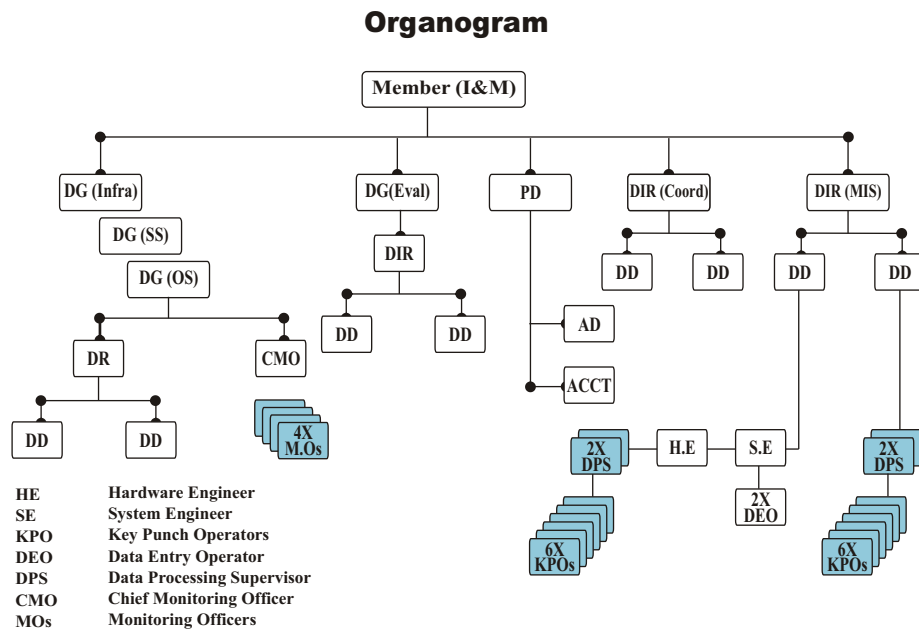 Organogram
Member (I&M)
DG (Infra)
DG(Eval)
PD
DIR (Coord)
DIR (MIS)
DG (SS)
DIR
DD
DD
DD
DD
DG (OS)
DD
DD
AD
DR
CMO
ACCT
DD
DD
4X
M.Os
2X
DPS
H.E
S.E
2X
DPS
2X
DEO
6X
KPOs
6X
KPOs
HE Hardware Engineer
SE System Engineer
KPO Key Punch Operators
DEO Data Entry Operator
DPS Data Processing Supervisor
CMO Chief Monitoring Officer
MOs Monitoring Officers